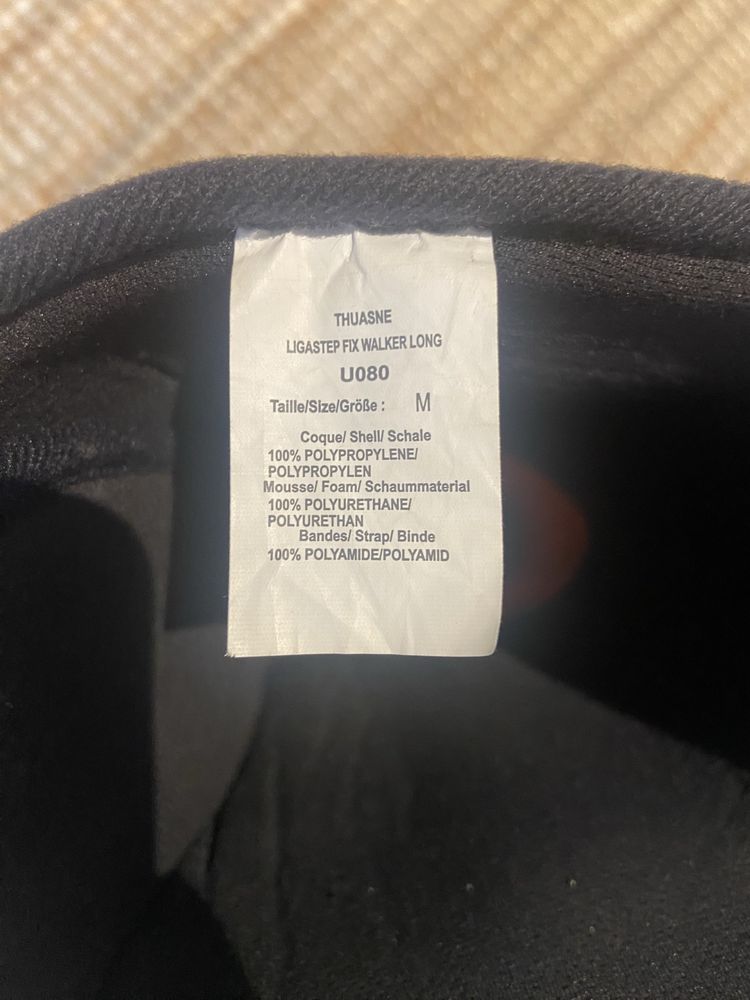 THUASNE
LIGASTEP FIX WALKER LONG
U080
Taille/Size/Größe : M
Coque/ Shell/ Schale
100% POLYPROPYLENE/
POLYPROPYLEN
Mousse/ Foam/ Schaummaterial
100% POLYURETHANE/
POLYURETHAN
Bandes/ Strap/ Binde
100% POLYAMIDE/POLYAMID